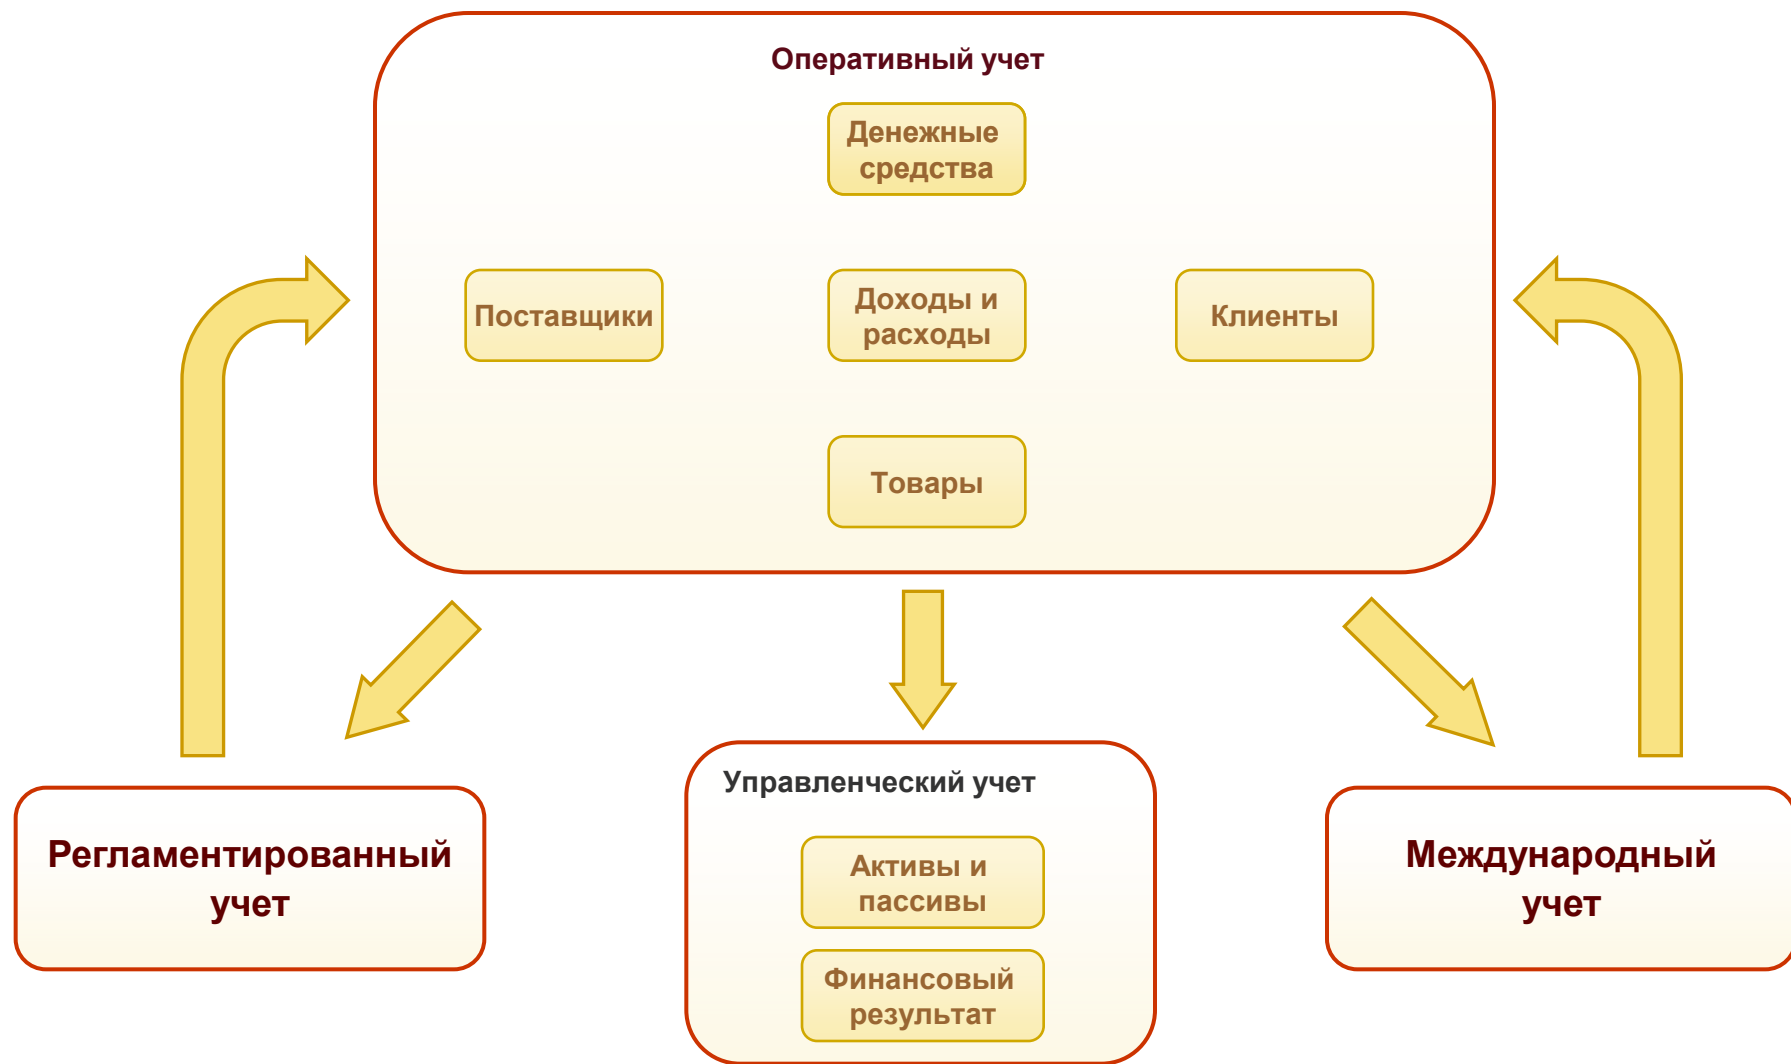 Оперативный учет
Денежные
средства
Поставщики
Доходы и
расходы
Клиенты
Товары
Управленческий учет
Регламентированный
учет
Активы и
пассивы
Финансовый
результат
Международный
учет